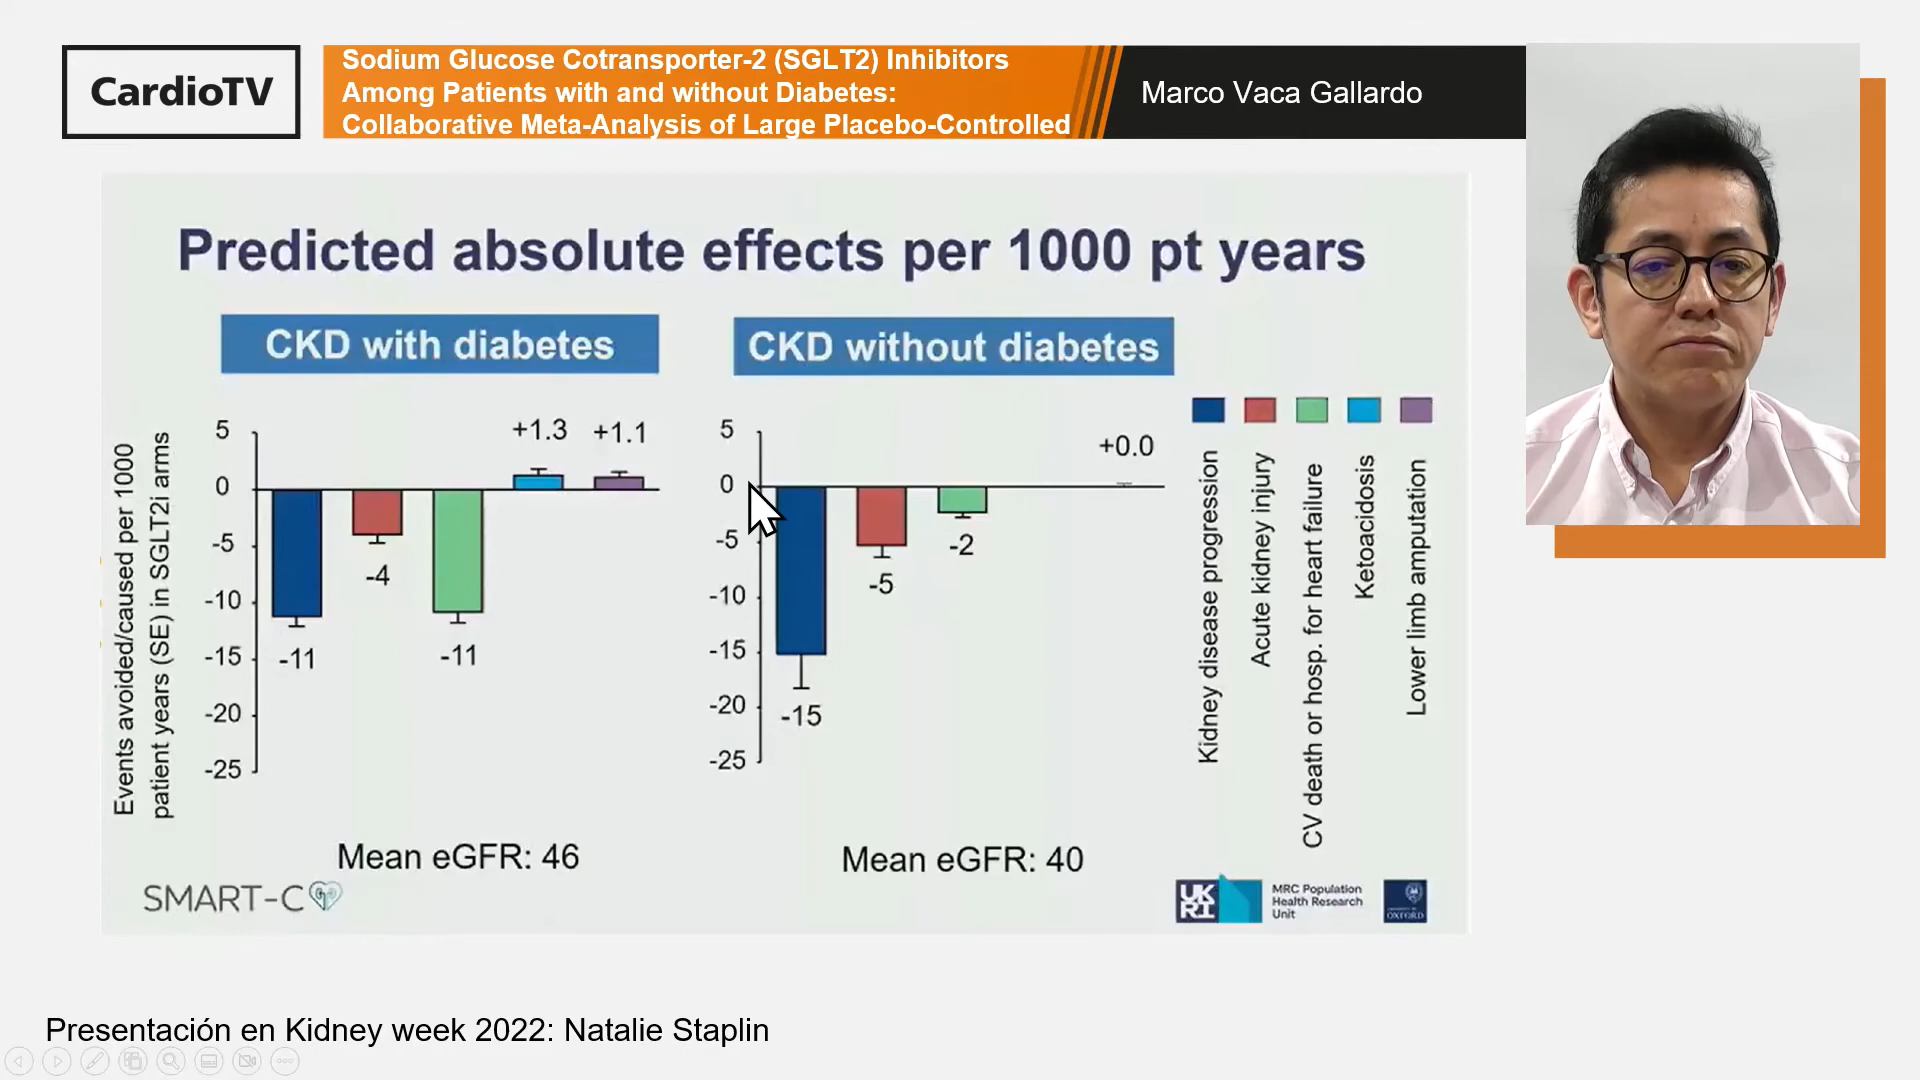 CardioTV
Sodium Glucose Cotransporter-2 (SGLT2) Inhibitors
Among Patients with and without Diabetes:
Collaborative Meta-Analysis of Large Placebo-Controlled
Marco Vaca Gallardo
Predicted absolute effects per 1000 pt years
CKD with diabetes
CKD without diabetes
Events avoided/caused per 1000
patient years (SE) in SGLT2i arms
5
0
-5
-10
-15
-20
-25
-11
-4
-11
+1.3
+1.1
Mean eGFR: 46
5
0
-5
-10
-15
-20
-25
-15
-5
-2
+0.0
Mean eGFR: 40
Kidney disease progression
Acute kidney injury
CV death or hosp. for heart failure
Ketoacidosis
Lower limb amputation
SMART-C
UK
RI
MRC Population
Health Research
Unit
UNIVERSITY OF
OXFORD
Presentación en Kidney week 2022: Natalie Staplin